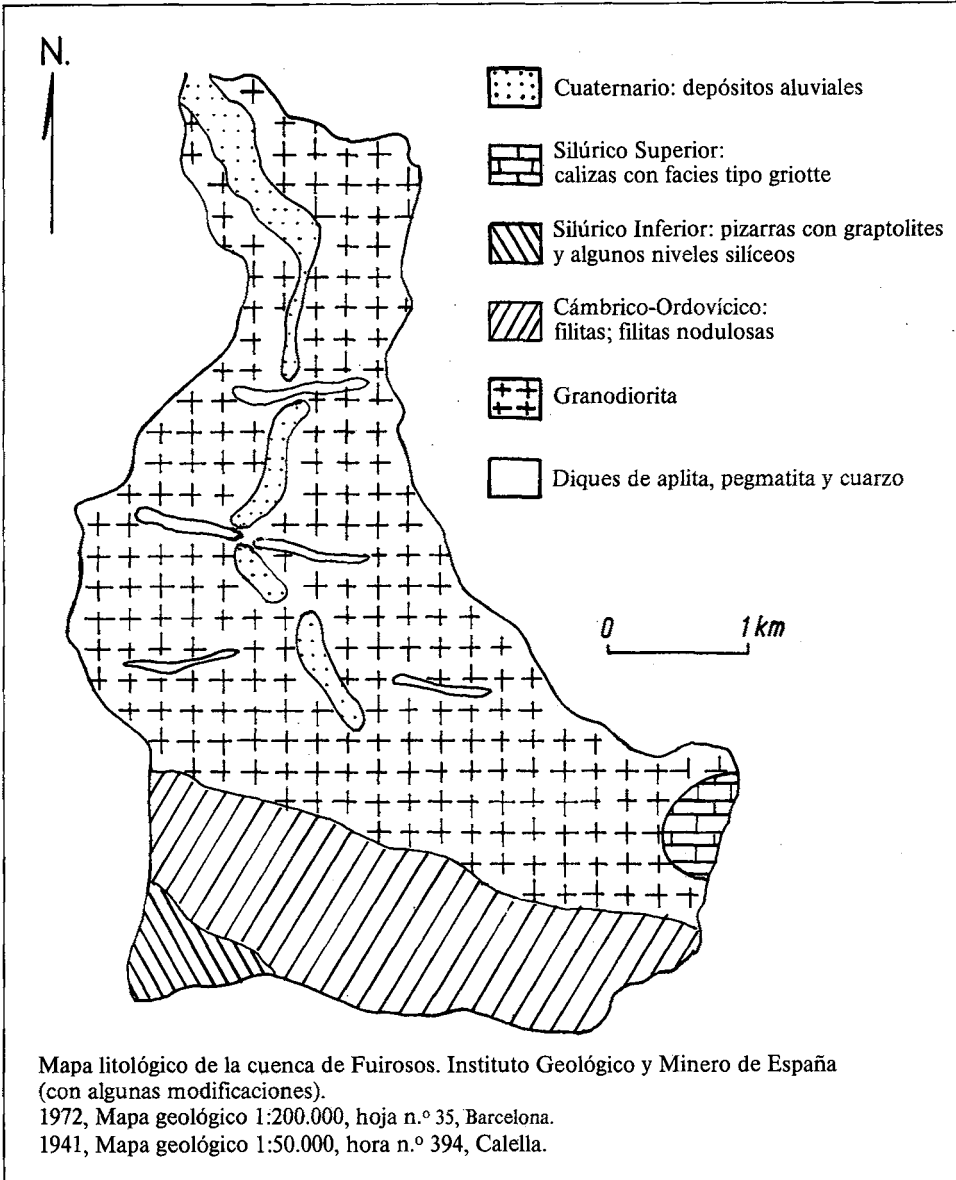 N.
Cuaternario: depósitos aluviales
Silúrico Superior:
calizas con facies tipo griotte
Silúrico Inferior: pizarras con graptolites
y algunos niveles silíceos
Cámbrico-Ordovícico:
filitas; filitas nodulosas
Granodiorita
Diques de aplita, pegmatita y cuarzo
0 1 km
Mapa litológico de la cuenca de Fuirosos. Instituto Geológico y Minero de España
(con algunas modificaciones).
1972, Mapa geológico 1:200.000, hoja n.º 35, Barcelona.
1941, Mapa geológico 1:50.000, hora n.º 394, Calella.